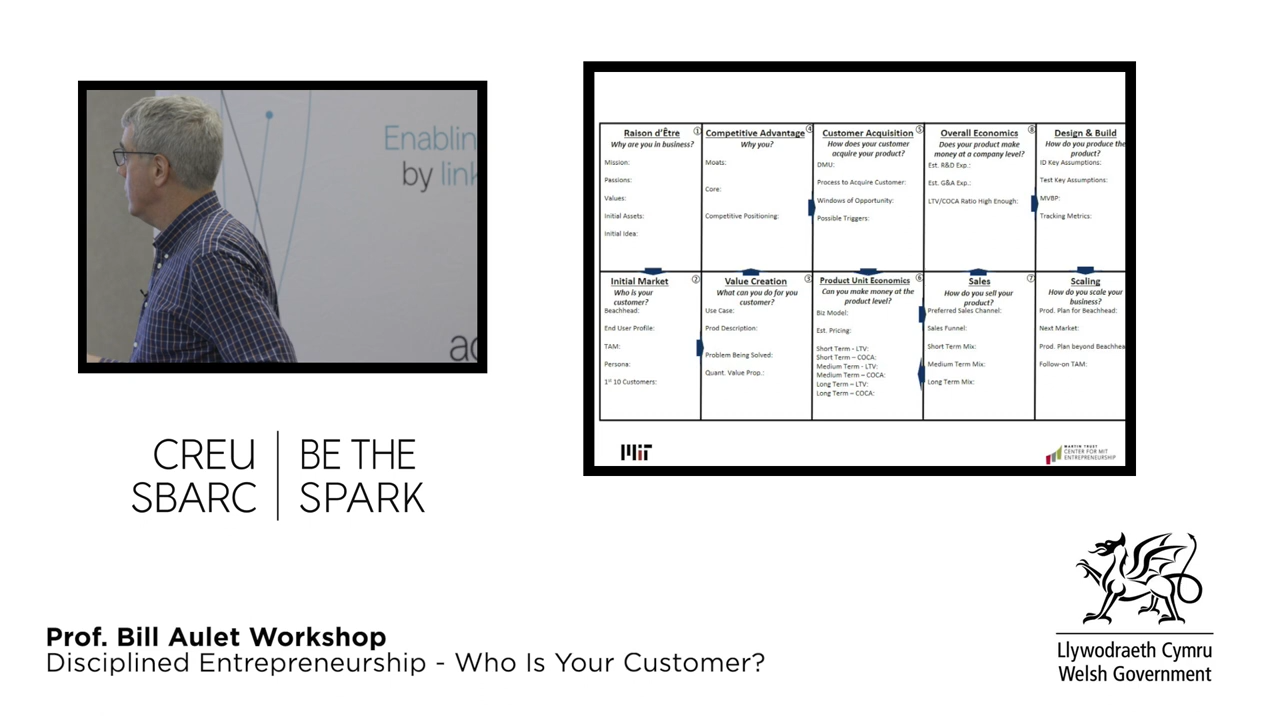 Enablin
by link
ac
Raison d'Être ①
Why are you in business?
Mission:
Passions:
Values:
Initial Assets:
Initial Idea:
Competitive Advantage ④
Why you?
Moats:
Core:
Competitive Positioning:
Customer Acquisition ⑤
How does your customer
acquire your product?
DMU:
Process to Acquire Customer:
Windows of Opportunity:
Possible Triggers:
Overall Economics ⑧
Does your product make
money at a company level?
Est. R&D Exp.:
Est. G&A Exp.:
LTV/COCA Ratio High Enough:
Design & Build
How do you produce the
product?
ID Key Assumptions:
Test Key Assumptions:
MVBP:
Tracking Metrics:
Initial Market ②
Who is your
customer?
Beachhead:
End User Profile:
TAM:
Persona:
1st 10 Customers:
Value Creation ③
What can you do for you
customer?
Use Case:
Prod Description:
Problem Being Solved:
Quant. Value Prop.:
Product Unit Economics ⑥
Can you make money at the
product level?
Biz Model:
Est. Pricing:
Short Term - LTV:
Short Term – COCA:
Medium Term - LTV:
Medium Term – COCA:
Long Term – LTV:
Long Term – COCA:
Sales ⑦
How do you sell your
product?
Preferred Sales Channel:
Sales Funnel:
Short Term Mix:
Medium Term Mix:
Long Term Mix:
Scaling
How do you scale your
business?
Prod. Plan for Beachhead:
Next Market:
Prod. Plan beyond Beachhea
Follow-on TAM:
MIT
MARTIN TRUST
CENTER FOR MIT
ENTREPRENEURSHIP
CREU
SBARC
BE THE
SPARK
Prof. Bill Aulet Workshop
Disciplined Entrepreneurship - Who Is Your Customer?
Llywodraeth Cymru
Welsh Government